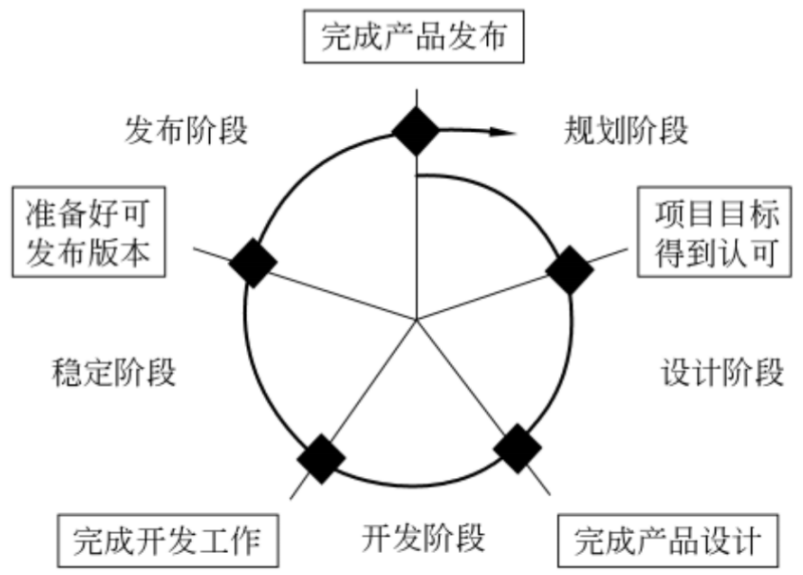 完成产品发布
发布阶段
规划阶段
准备好可
发布版本
项目目标
得到认可
稳定阶段
设计阶段
完成开发工作
开发阶段
完成产品设计